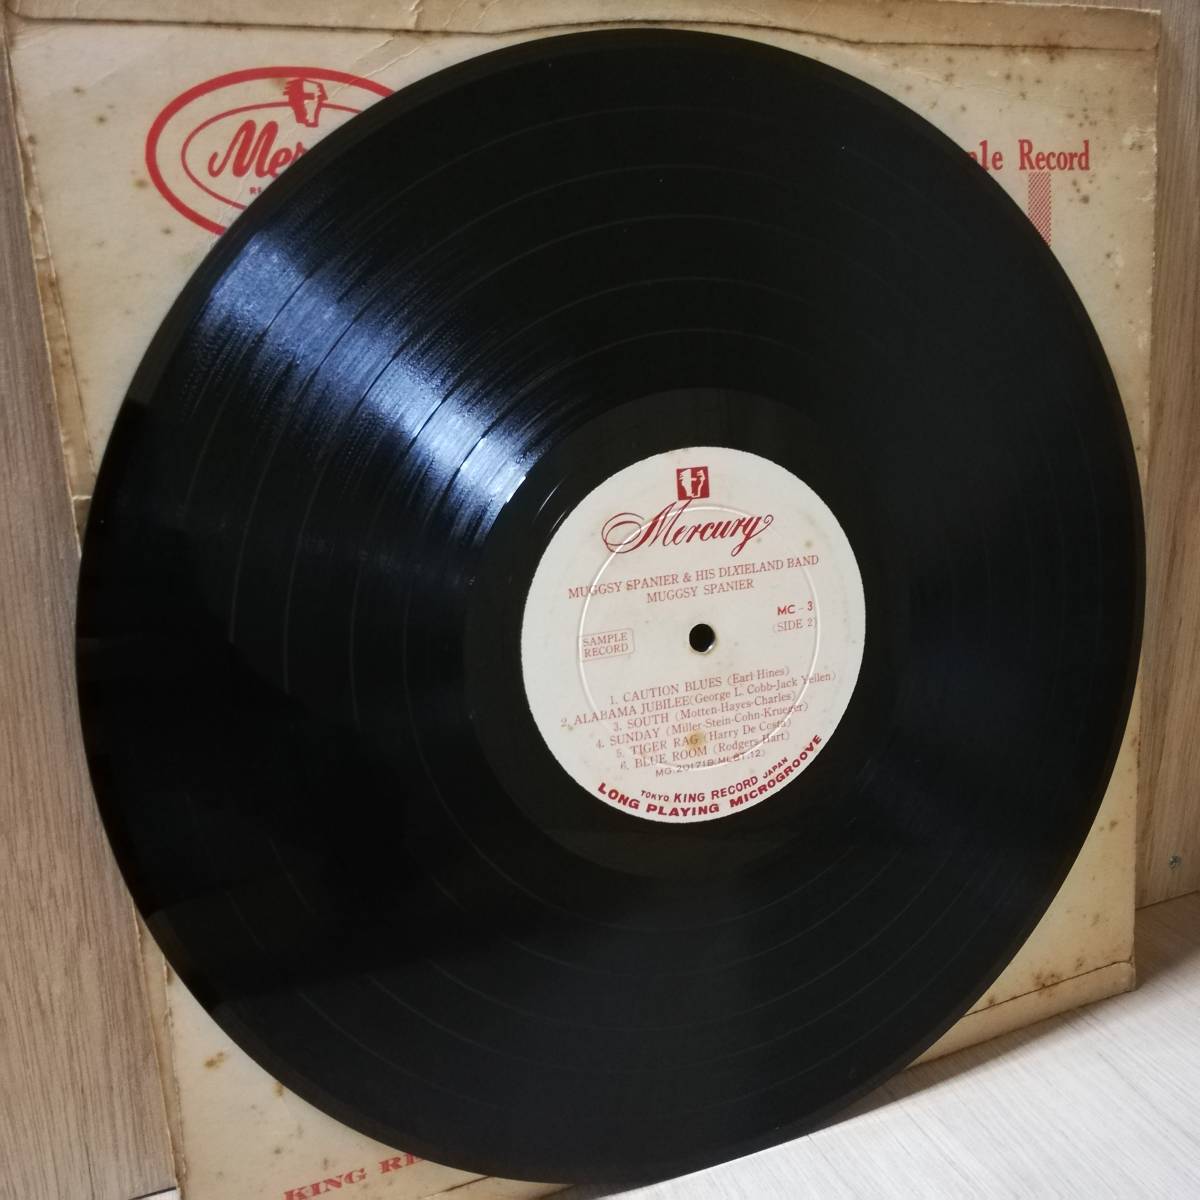 Record
Mercury
MUGGSY SPANIER & HIS DIXIELAND BAND
MUGGSY SPANIER
MC - 3
(SIDE 2)
SAMPLE
RECORD
1. CAUTION BLUES (Earl Hines)
2. ALABAMA JUBILEE(George L. Cobb-Jack Yellen)
3. SOUTH (Motten-Hayes-Charles)
4. SUNDAY (Miller-Stein-Cohn-Krueger)
5. TIGER RAG (Harry De Costa)
6. BLUE ROOM (Rodgers Hart)
TOKYO KING RECORD JAPAN
LONG PLAYING MICROGROOVE
KING